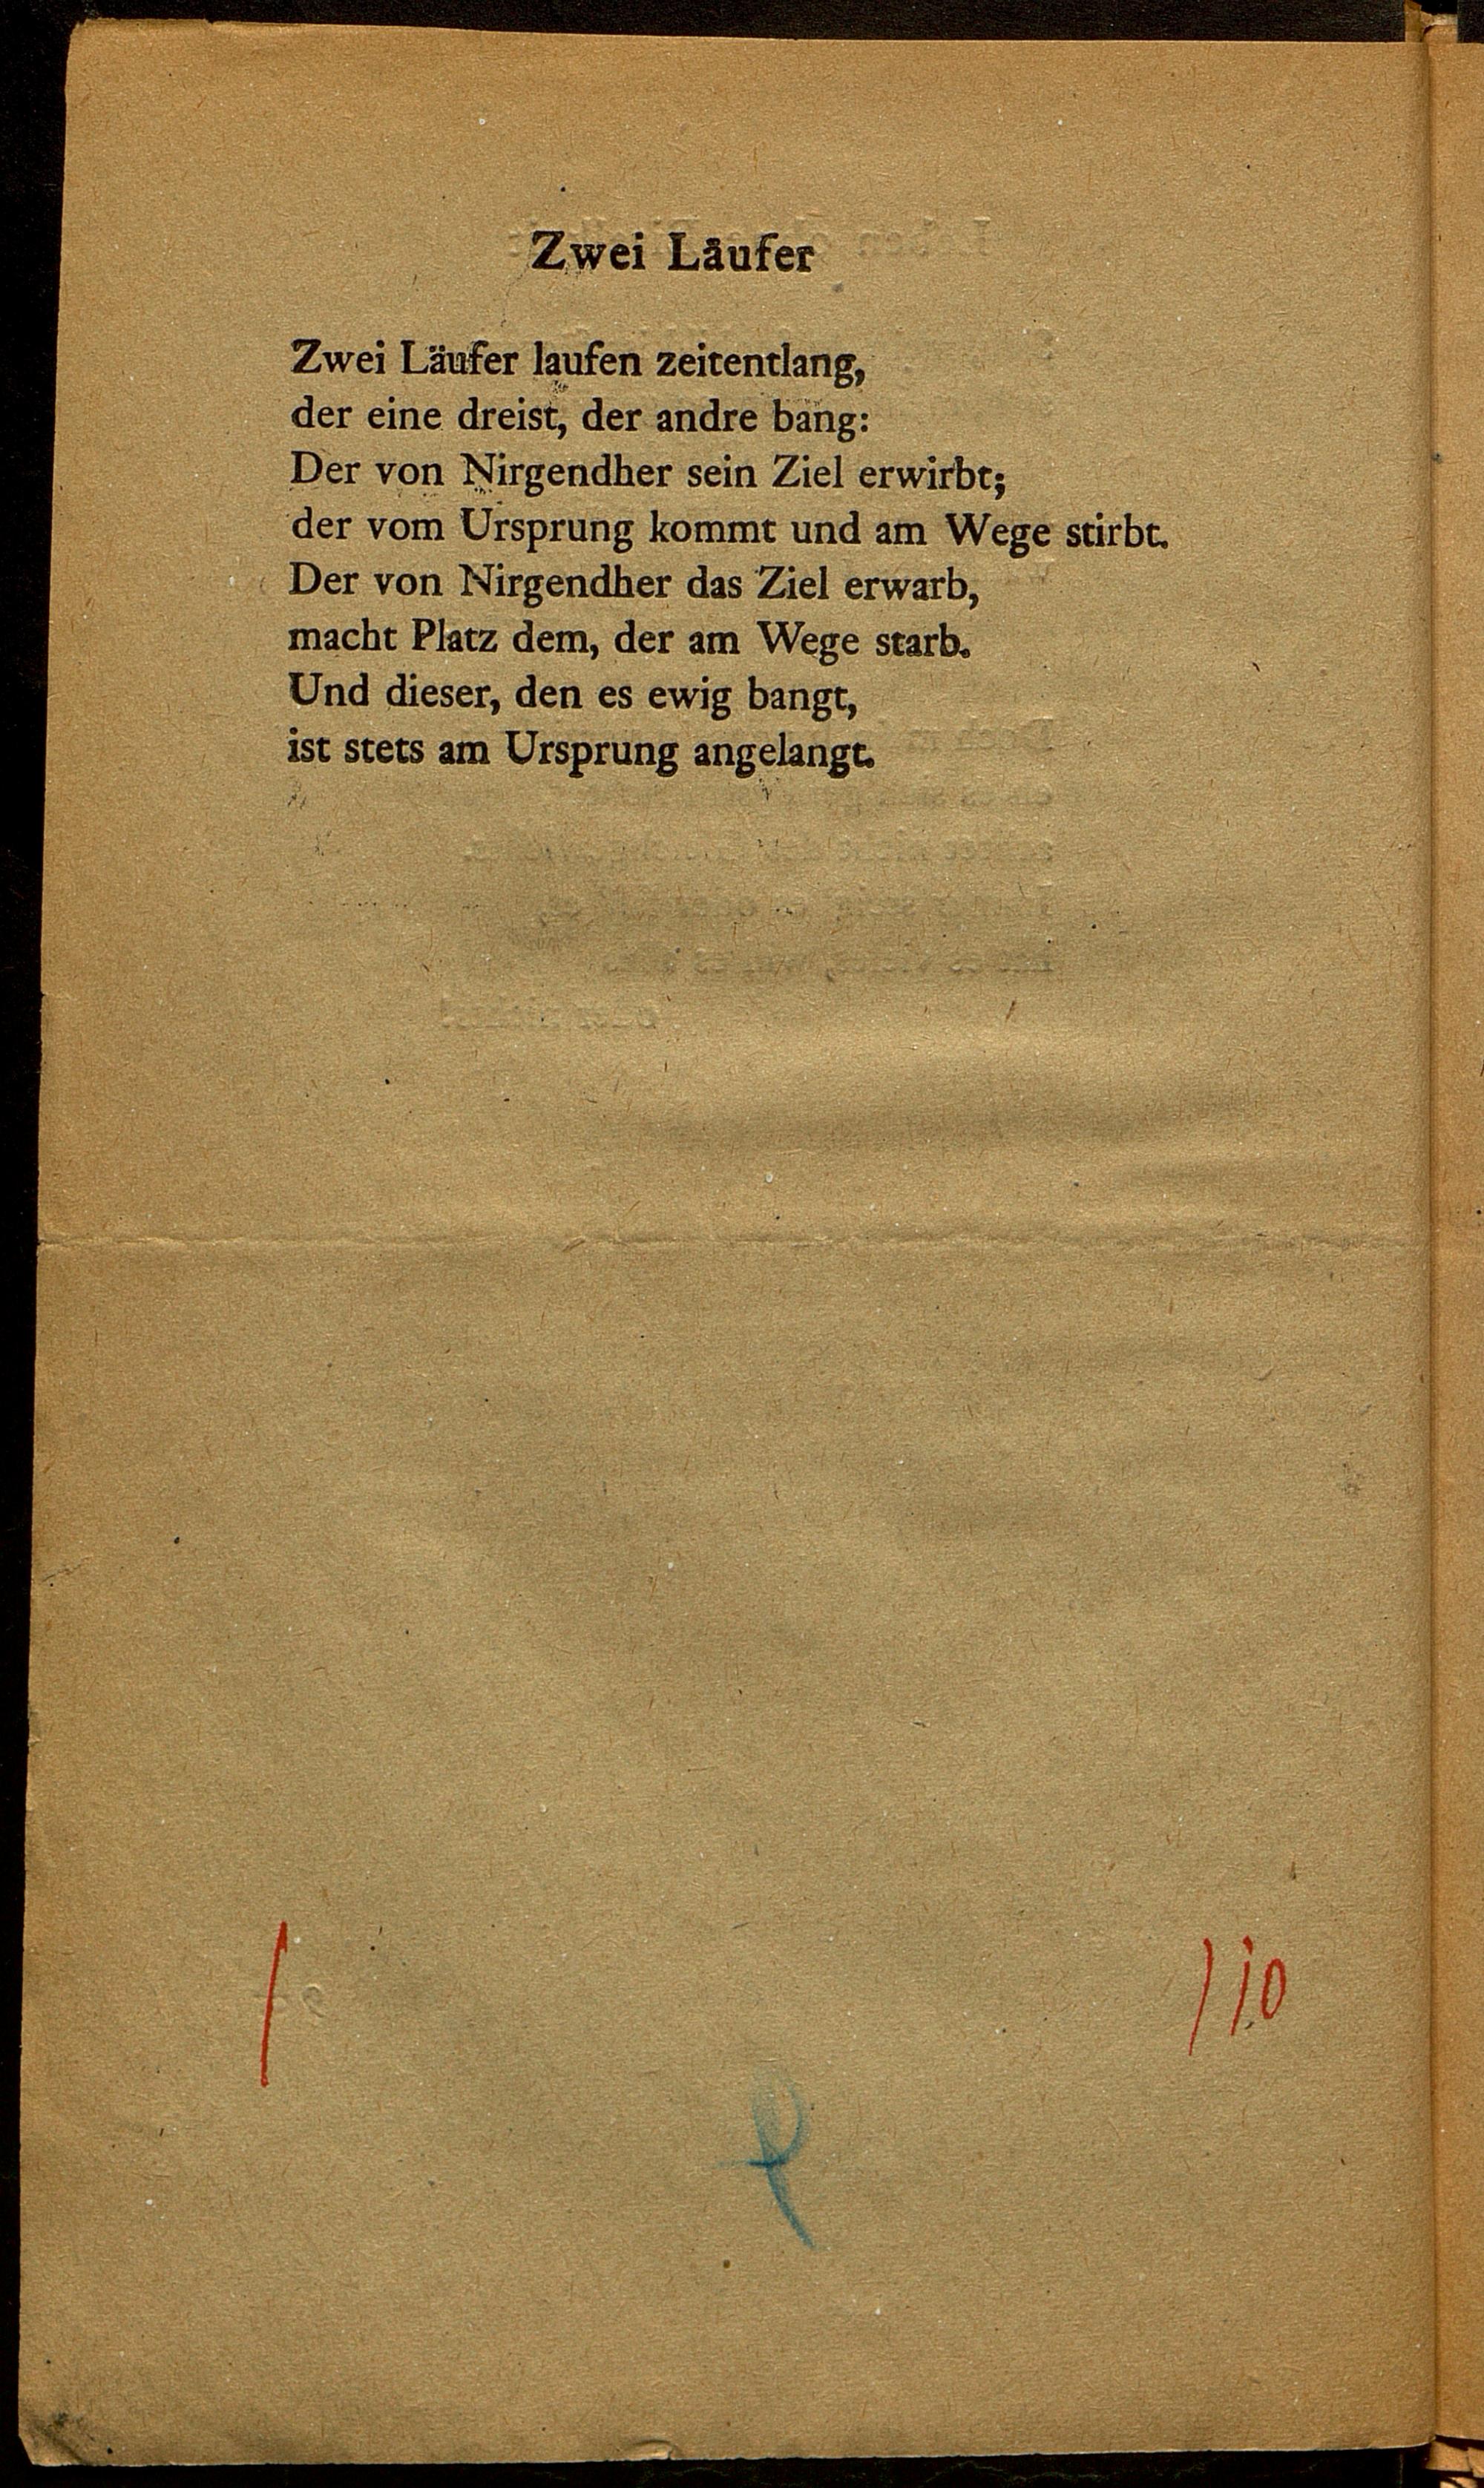 Zwei Läufer
Zwei Läufer laufen zeitentlang,
der eine dreist, der andre bang:
Der von Nirgendher sein Ziel erwirbt;
der vom Ursprung kommt und am Wege stirbt.
Der von Nirgendher das Ziel erwarb,
macht Platz dem, der am Wege starb.
Und dieser, den es ewig bangt,
ist stets am Ursprung angelangt.
110